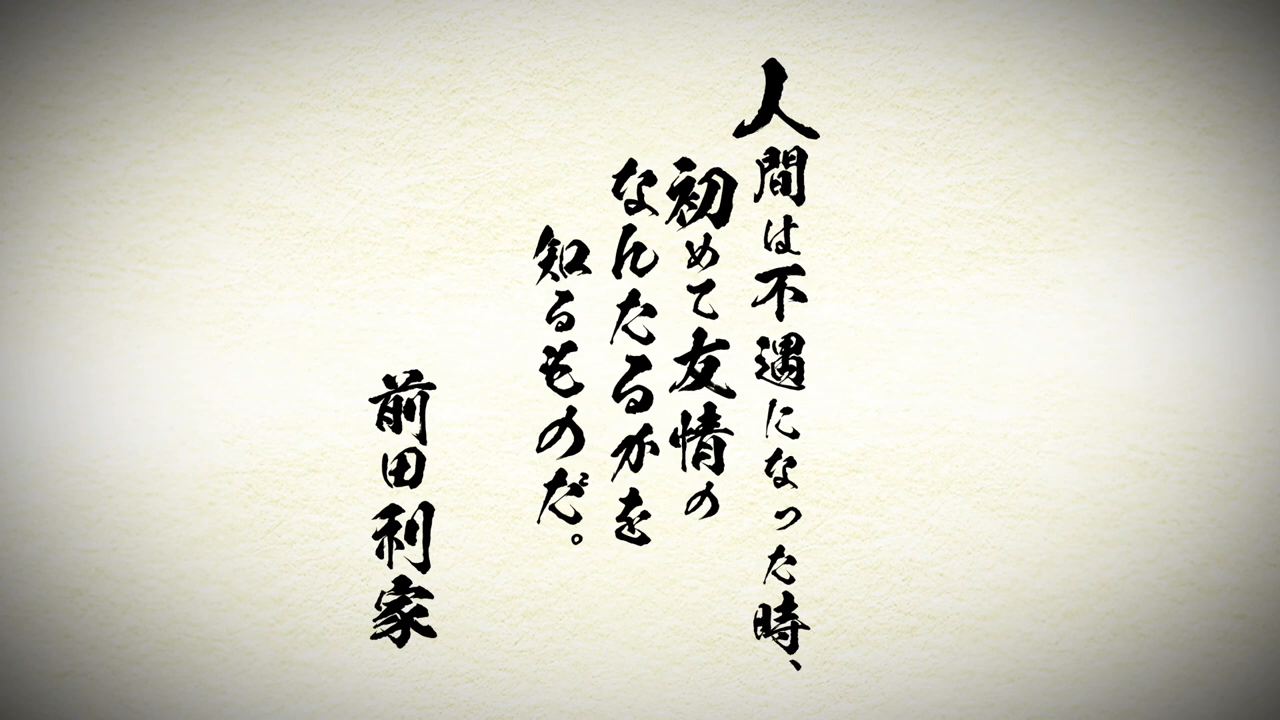 人間は不遇になった時、
初めて友情の
なんたるかを
知るものだ。
前田利家